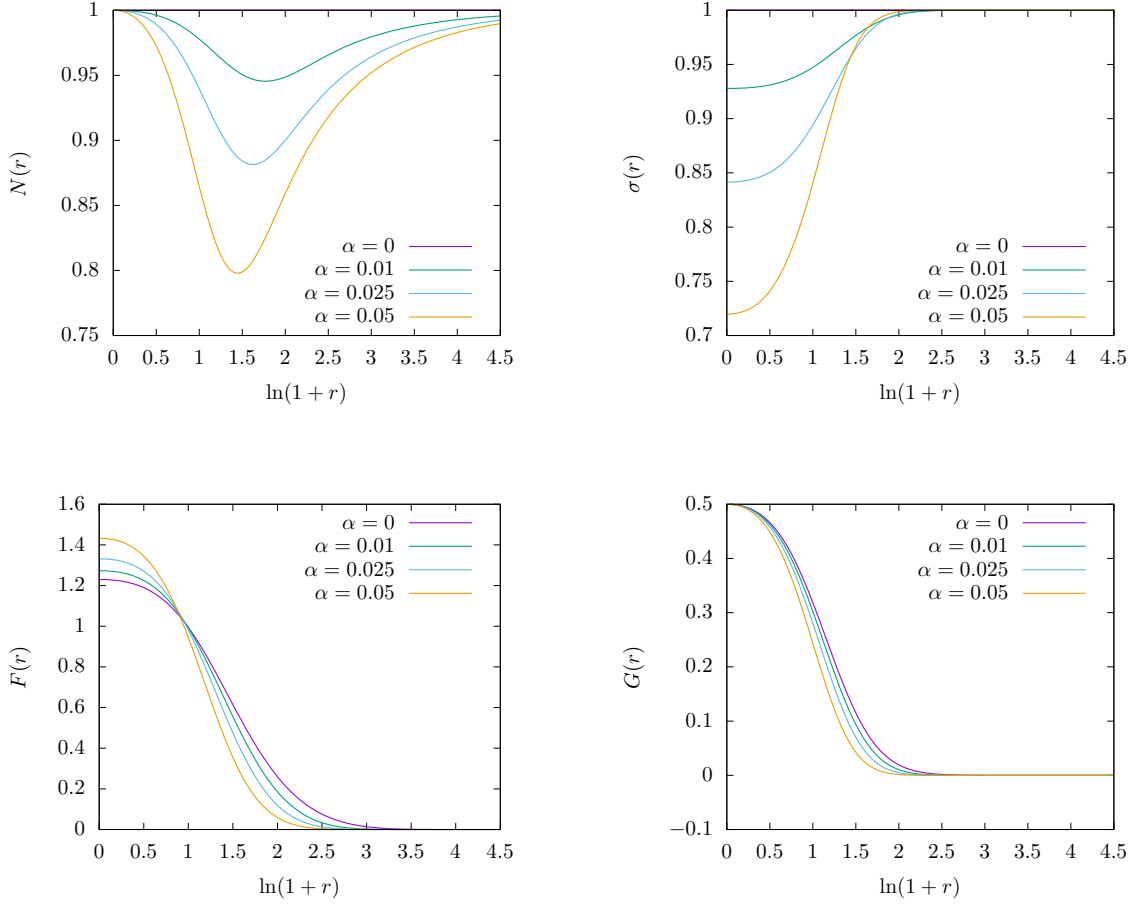 1
0.95
0.9
0.85
0.8
0.75
N(r)
α = 0
α = 0.01
α = 0.025
α = 0.05
0 0.5 1 1.5 2 2.5 3 3.5 4 4.5
ln(1 + r)
1
0.95
0.9
0.85
0.8
0.75
0.7
σ(r)
α = 0
α = 0.01
α = 0.025
α = 0.05
0 0.5 1 1.5 2 2.5 3 3.5 4 4.5
ln(1 + r)
1.6
1.4
1.2
1
0.8
0.6
0.4
0.2
0
F(r)
α = 0
α = 0.01
α = 0.025
α = 0.05
0 0.5 1 1.5 2 2.5 3 3.5 4 4.5
ln(1 + r)
0.5
0.4
0.3
0.2
0.1
0
−0.1
G(r)
α = 0
α = 0.01
α = 0.025
α = 0.05
0 0.5 1 1.5 2 2.5 3 3.5 4 4.5
ln(1 + r)